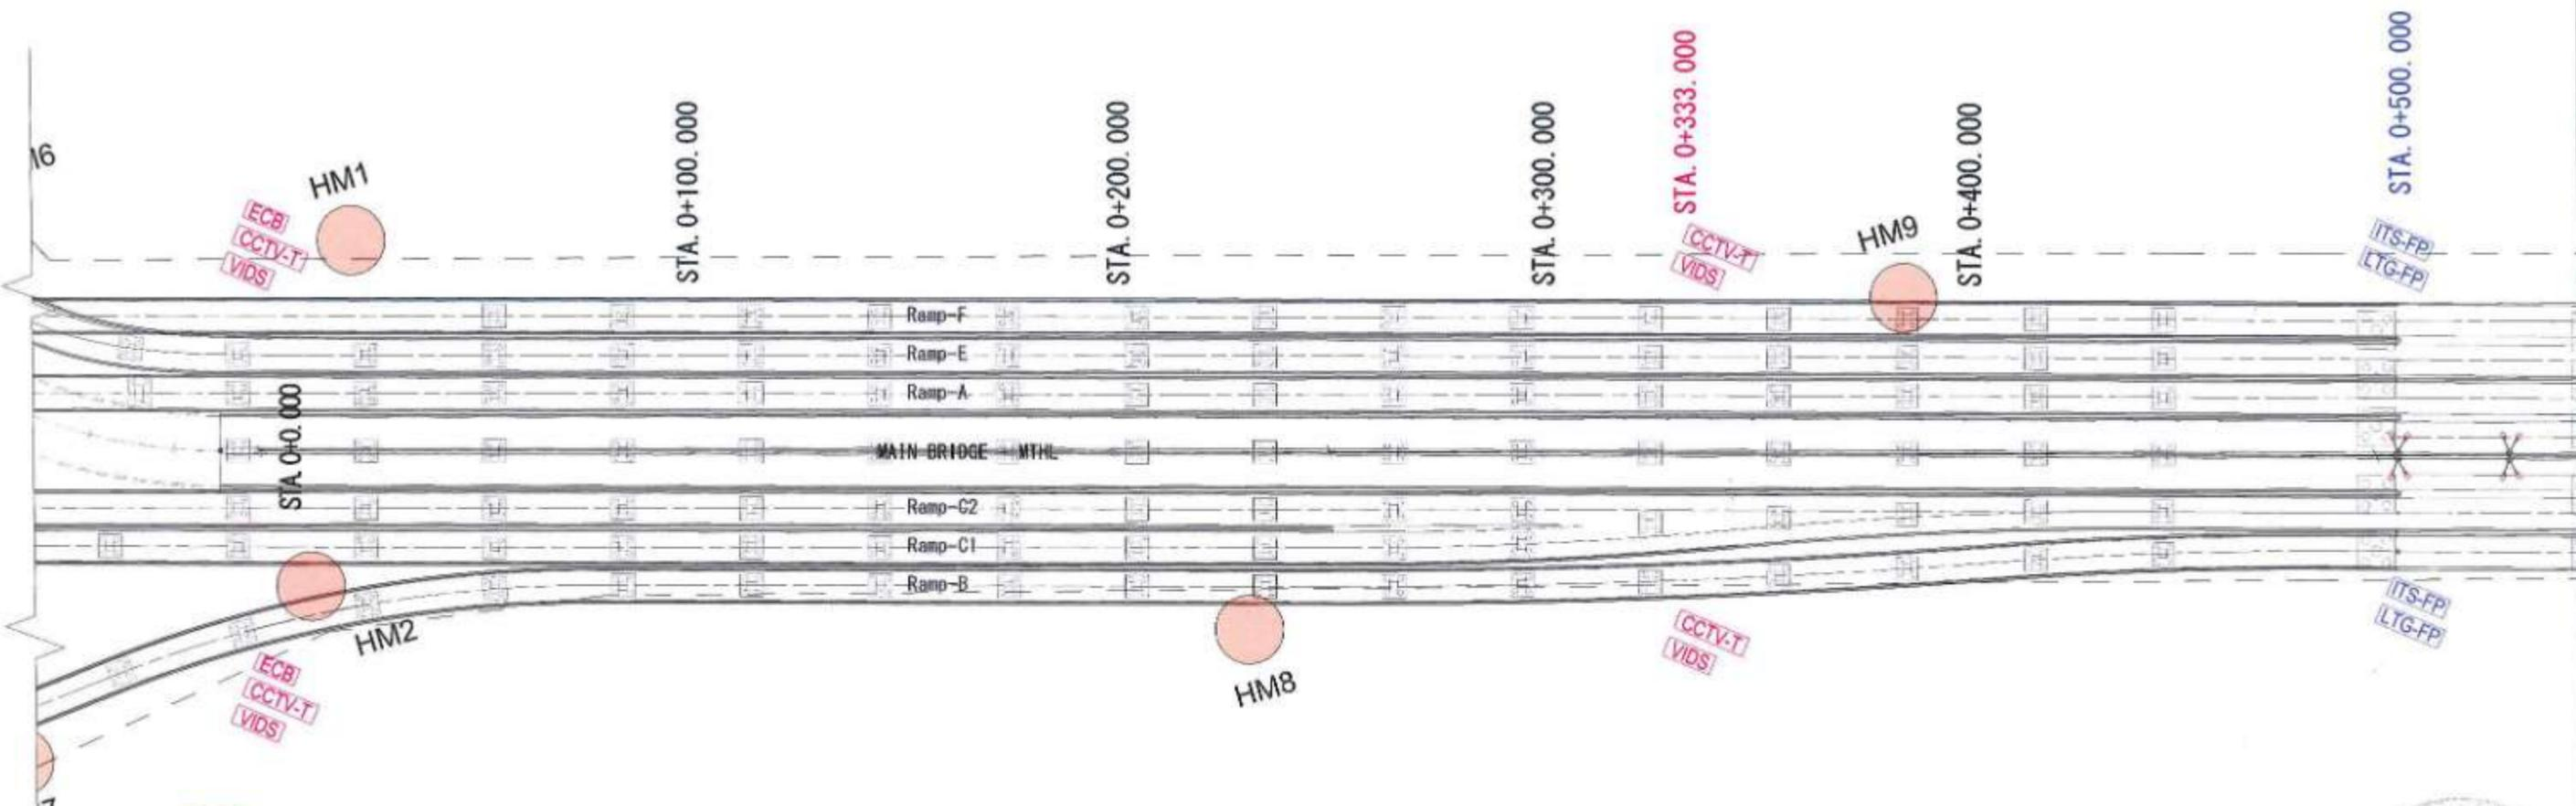 HM1
ECB
CCTV-T
VIDS
STA. 0+100. 000
STA. 0+200. 000
STA. 0+300. 000
STA. 0+333. 000
CCTV-T
VIDS
HM9
STA. 0+400. 000
STA. 0+500. 000
ITS-FP
LTG-FP
Ramp-F
Ramp-E
Ramp-A
STA. 0+0. 000
MAIN BRIDGE MTHL
Ramp-C2
Ramp-C1
Ramp-B
HM2
ECB
CCTV-T
VIDS
HM8
CCTV-T
VIDS
ITS-FP
LTG-FP